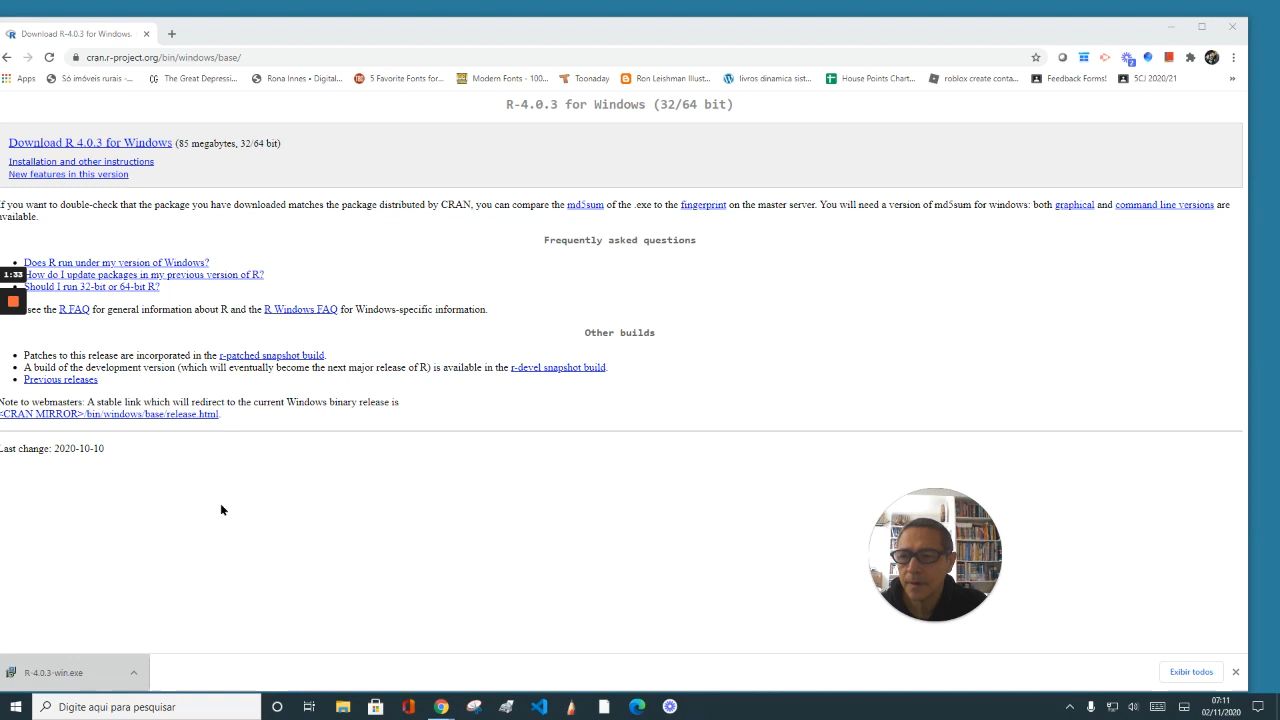 Download R-4.0.3 for Windows.
cran.r-project.org/bin/windows/base/
Apps Só imóveis rurais -... The Great Depressi... Rona Innes • Digital... 5 Favorite Fonts for... Modern Fonts - 100... Toonaday Ron Leishman Illust... livros dinamica sist... House Points Chart... roblox create conta... Feedback Forms! 5CJ 2020/21 »
R-4.0.3 for Windows (32/64 bit)
Download R 4.0.3 for Windows (85 megabytes, 32/64 bit)
Installation and other instructions
New features in this version
If you want to double-check that the package you have downloaded matches the package distributed by CRAN, you can compare the md5sum of the .exe to the fingerprint on the master server. You will need a version of md5sum for windows: both graphical and command line versions are
available.
Frequently asked questions
Does R run under my version of Windows?
1:33 How do I update packages in my previous version of R?
Should I run 32-bit or 64-bit R?
see the R FAQ for general information about R and the R Windows FAQ for Windows-specific information.
Other builds
Patches to this release are incorporated in the r-patched snapshot build.
A build of the development version (which will eventually become the next major release of R) is available in the r-devel snapshot build.
Previous releases
Note to webmasters: A stable link which will redirect to the current Windows binary release is
<CRAN MIRROR>/bin/windows/base/release.html.
Last change: 2020-10-10
R-4.0.3-win.exe
Exibir todos
Digite aqui para pesquisar
07:11
02/11/2020